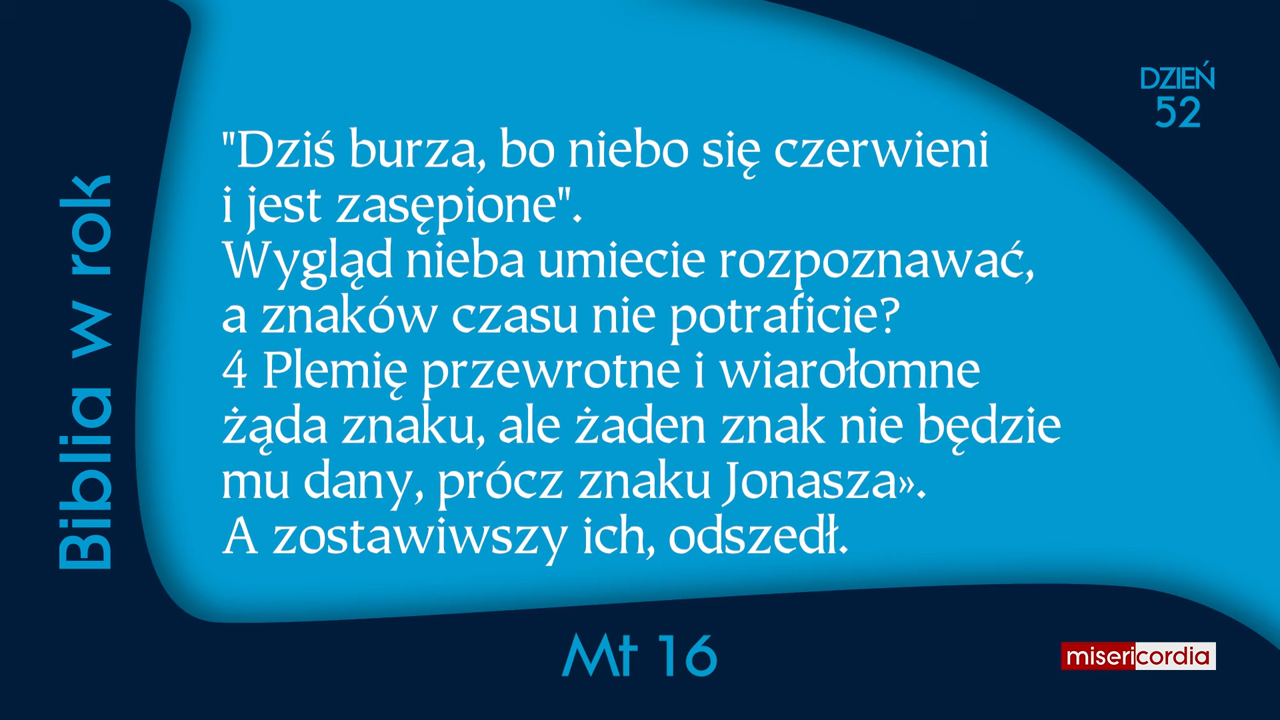 DZIEŃ
52
Biblia w rok
"Dziś burza, bo niebo się czerwieni
i jest zasępione".
Wygląd nieba umiecie rozpoznawać,
a znaków czasu nie potraficie?
4 Plemię przewrotne i wiarołomne
żąda znaku, ale żaden znak nie będzie
mu dany, prócz znaku Jonasza».
A zostawiwszy ich, odszedł.
Mt 16
misericordia